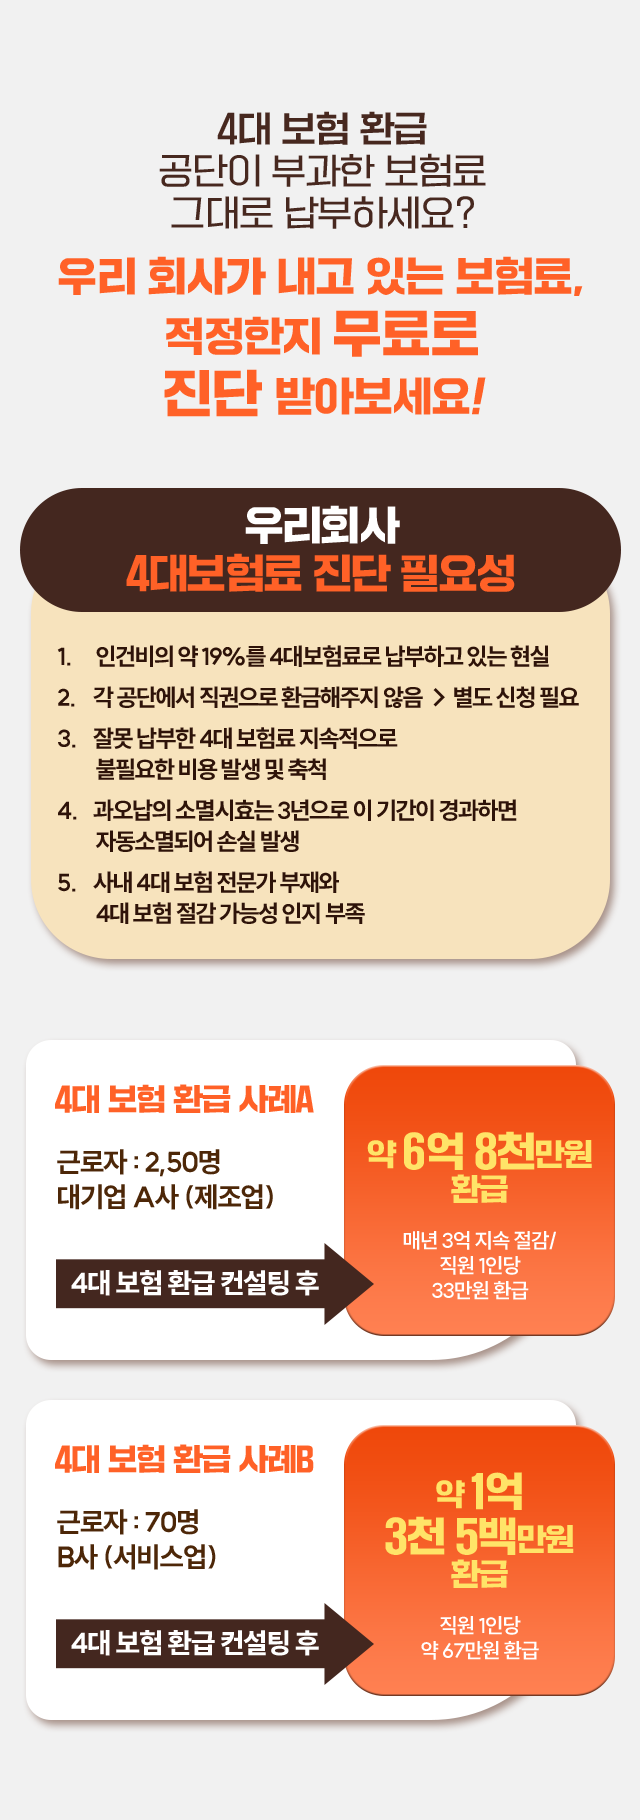 4대 보험 환급
공단이 부과한 보험료
그대로 납부하세요?
우리 회사가 내고 있는 보험료,
적정한지 무료로
진단 받아보세요!
우리회사
4대보험료 진단 필요성
1. 인건비의 약 19%를 4대보험료로 납부하고 있는 현실
2. 각 공단에서 직권으로 환금해주지 않음 > 별도 신청 필요
3. 잘못 납부한 4대 보험료 지속적으로
불필요한 비용 발생 및 축척
4. 과오납의 소멸시효는 3년으로 이 기간이 경과하면
자동소멸되어 손실 발생
5. 사내 4대 보험 전문가 부재와
4대 보험 절감 가능성 인지 부족
4대 보험 환급 사례A
근로자 : 2,50명
대기업 A사 (제조업)
4대 보험 환급 컨설팅 후
약 6억 8천만원
환급
매년 3억 지속 절감/
직원 1인당
33만원 환급
4대 보험 환급 사례B
근로자 : 70명
B사 (서비스업)
4대 보험 환급 컨설팅 후
약 1억
3천 5백만원
환급
직원 1인당
약 67만원 환급